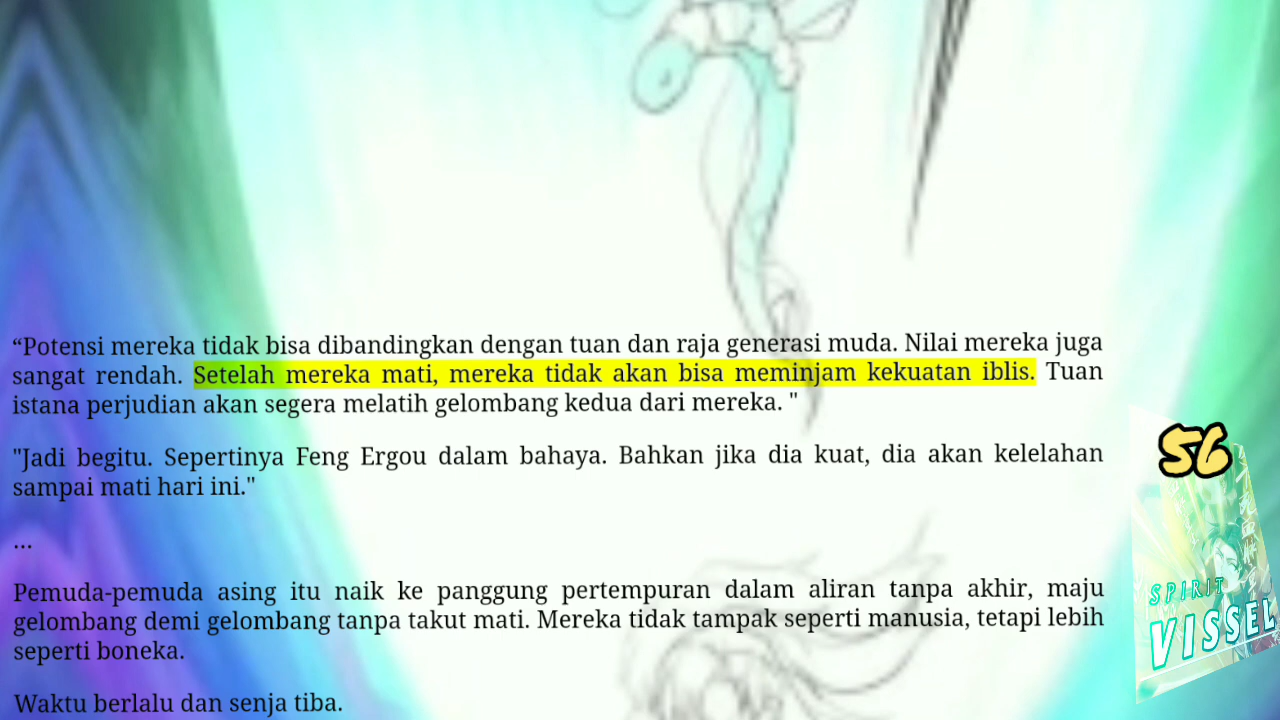 “Potensi mereka tidak bisa dibandingkan dengan tuan dan raja generasi muda. Nilai mereka juga
sangat rendah. Setelah mereka mati, mereka tidak akan bisa meminjam kekuatan iblis. Tuan
istana perjudian akan segera melatih gelombang kedua dari mereka. "
"Jadi begitu. Sepertinya Feng Ergou dalam bahaya. Bahkan jika dia kuat, dia akan kelelahan
sampai mati hari ini."
...
Pemuda-pemuda asing itu naik ke panggung pertempuran dalam aliran tanpa akhir, maju
gelombang demi gelombang tanpa takut mati. Mereka tidak tampak seperti manusia, tetapi lebih
seperti boneka.
Waktu berlalu dan senja tiba.
56
SPIRIT
VISSEL